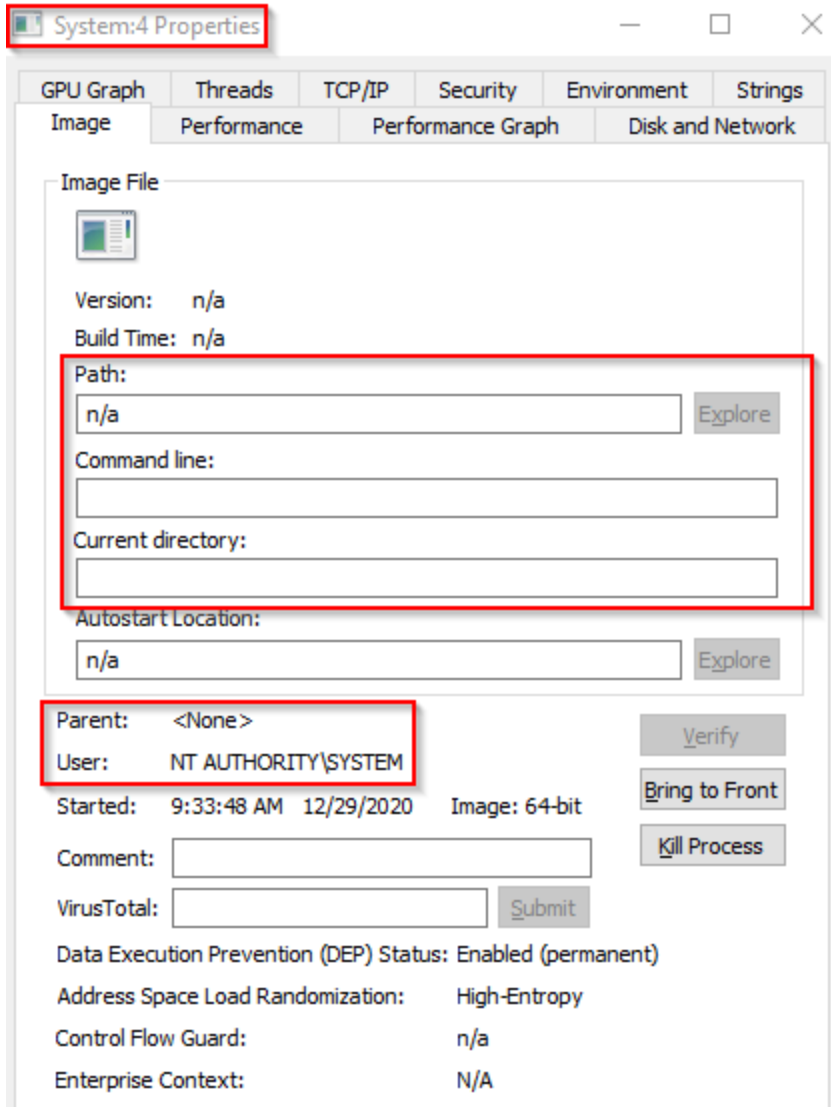 System:4 Properties
GPU Graph Threads TCP/IP Security Environment Strings
Image Performance Performance Graph Disk and Network
Image File
Version: n/a
Build Time: n/a
Path:
n/a Explore
Command line:
Current directory:
Autostart Location:
n/a Explore
Parent: <None>
Verify
User: NT AUTHORITY\SYSTEM
Bring to Front
Started: 9:33:48 AM 12/29/2020 Image: 64-bit
Kill Process
Comment:
VirusTotal: Submit
Data Execution Prevention (DEP) Status: Enabled (permanent)
Address Space Load Randomization: High-Entropy
Control Flow Guard: n/a
Enterprise Context: N/A